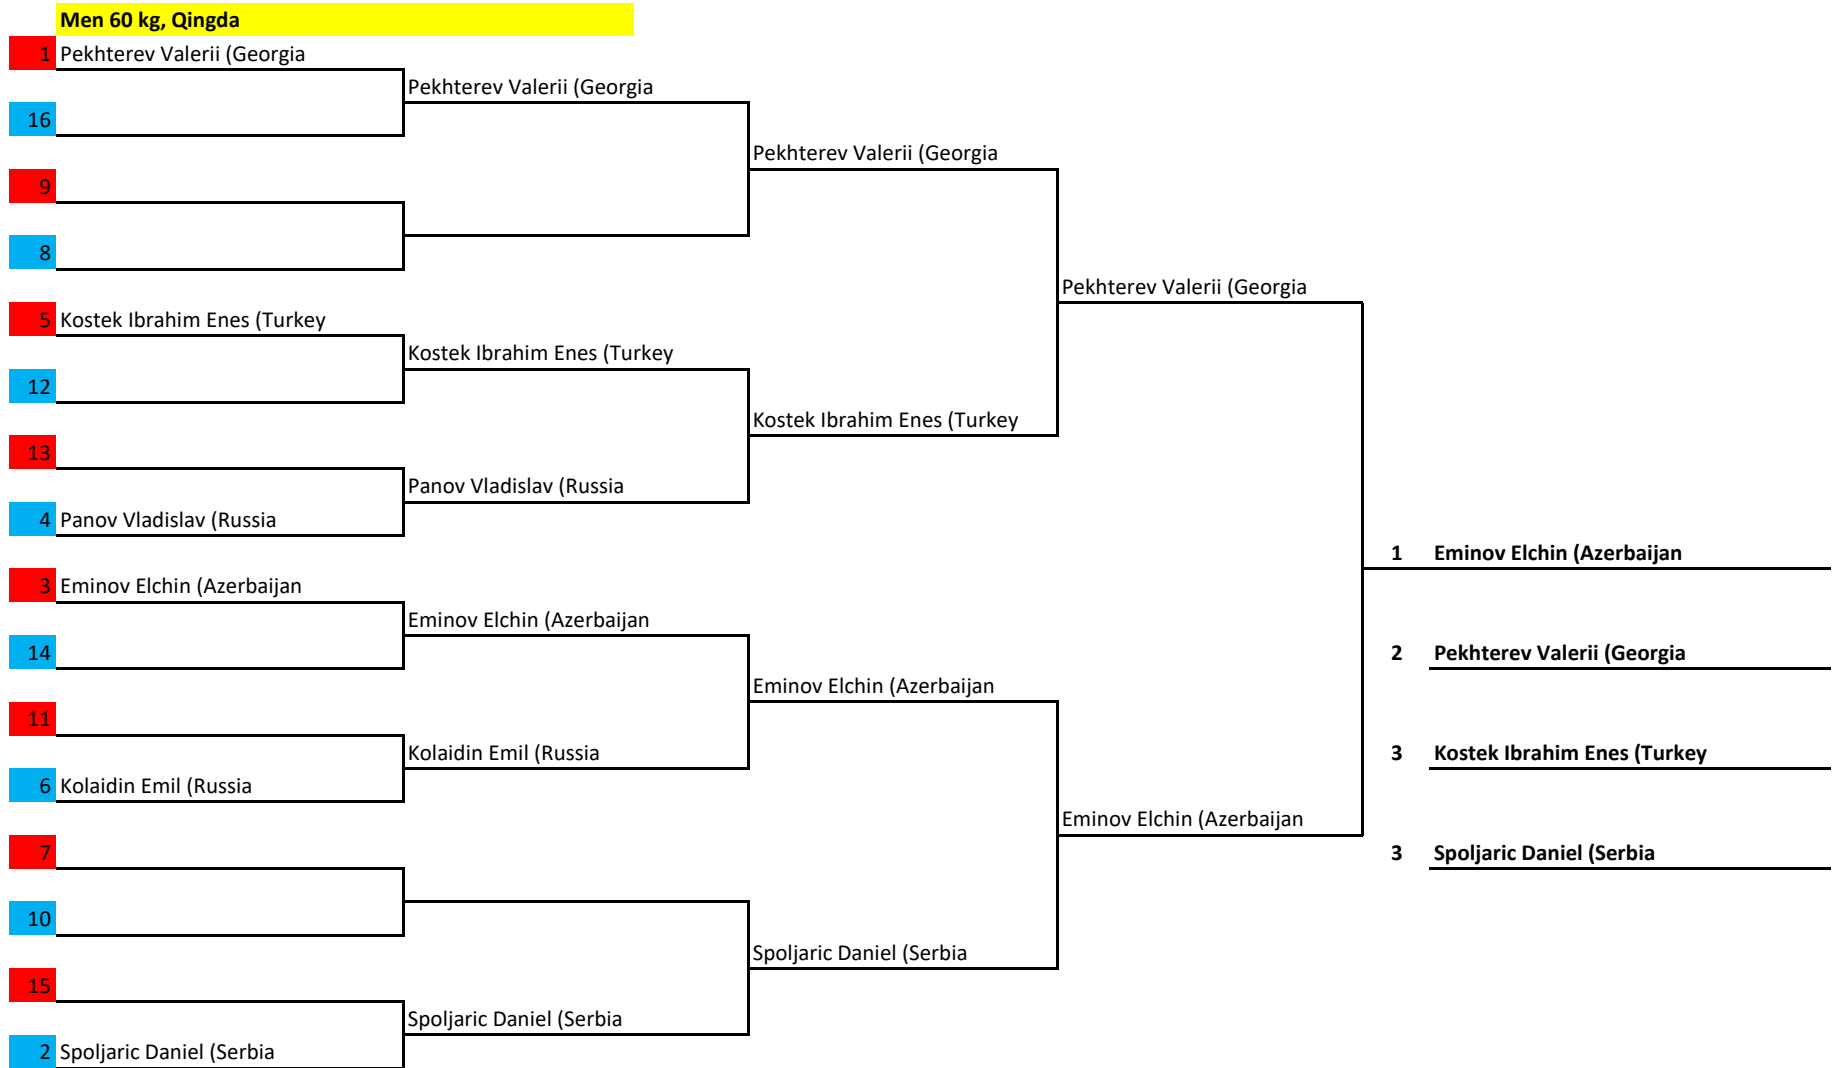 Men 60 kg, Qingda
1 Pekhterev Valerii (Georgia
Pekhterev Valerii (Georgia
16
Pekhterev Valerii (Georgia
9
8
Pekhterev Valerii (Georgia
5 Kostek Ibrahim Enes (Turkey
Kostek Ibrahim Enes (Turkey
12
Kostek Ibrahim Enes (Turkey
13
Panov Vladislav (Russia
4 Panov Vladislav (Russia
1 Eminov Elchin (Azerbaijan
3 Eminov Elchin (Azerbaijan
Eminov Elchin (Azerbaijan
14
2 Pekhterev Valerii (Georgia
Eminov Elchin (Azerbaijan
11
Kolaidin Emil (Russia
3 Kostek Ibrahim Enes (Turkey
6 Kolaidin Emil (Russia
Eminov Elchin (Azerbaijan
7
3 Spoljaric Daniel (Serbia
10
Spoljaric Daniel (Serbia
15
Spoljaric Daniel (Serbia
2 Spoljaric Daniel (Serbia